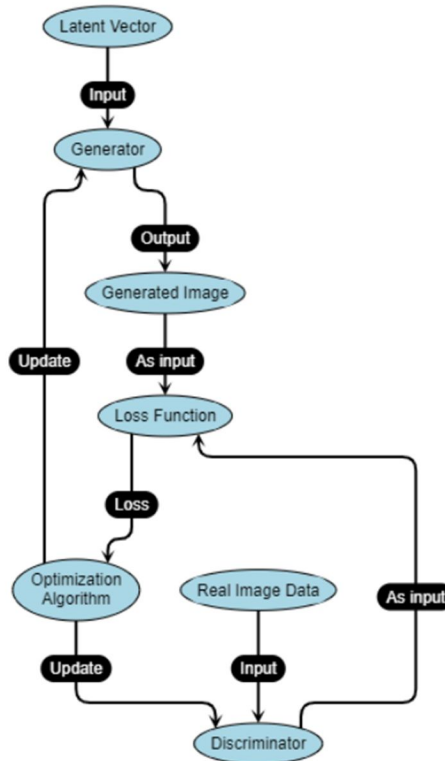 Latent Vector
Input
Generator
Output
Generated Image
Update
As input
Loss Function
Loss
Optimization
Algorithm
Real Image Data
As input
Update
Input
Discriminator